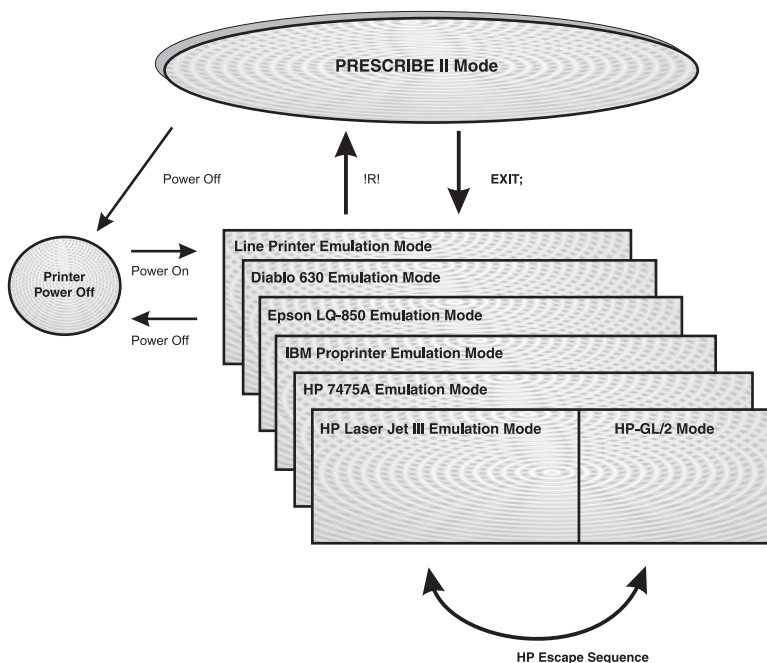 PRESCRIBE II Mode
Power Off
!R!
EXIT;
Line Printer Emulation Mode
Printer
Power Off
Power On
Diablo 630 Emulation Mode
Epson LQ-850 Emulation Mode
Power Off
IBM Proprinter Emulation Mode
HP 7475A Emulation Mode
HP Laser Jet III Emulation Mode
HP-GL/2 Mode
HP Escape Sequence